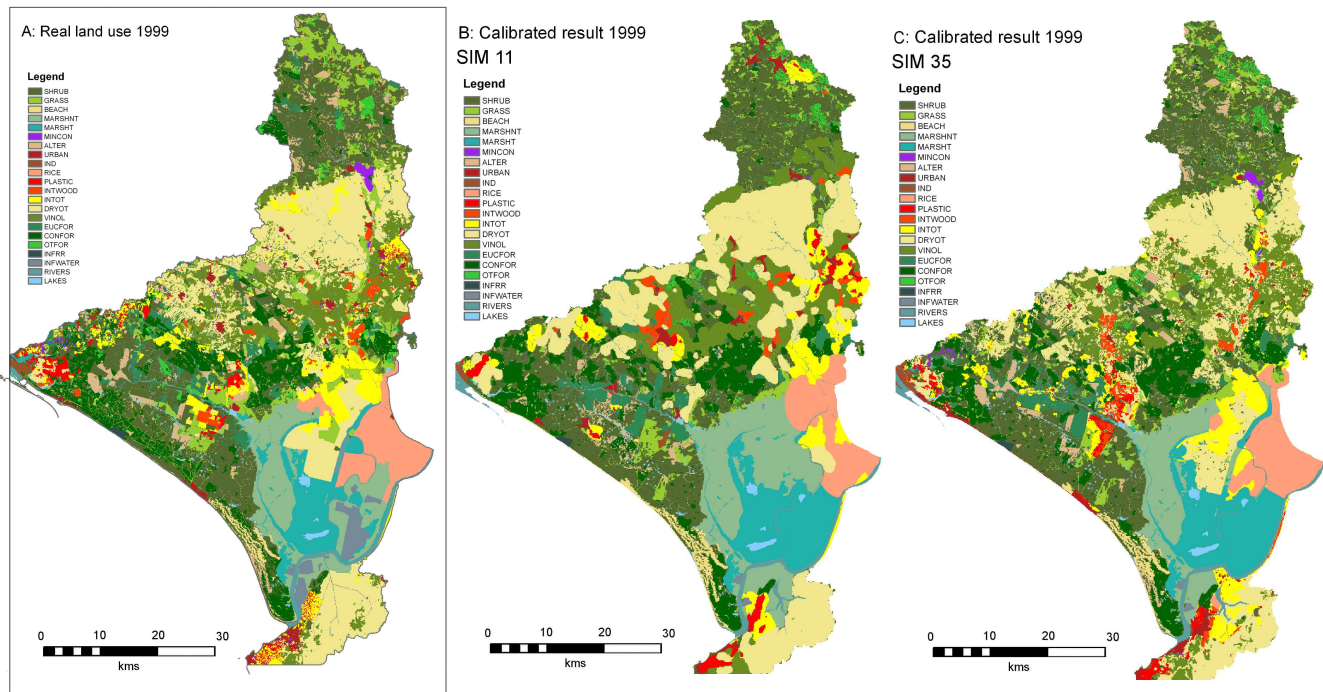 A: Real land use 1999
Legend
SHRUB
GRASS
BEACH
MARSHNT
MARSHT
MINCON
ALTER
URBAN
IND
RICE
PLASTIC
INTWOOD
INTOT
DRYOT
VINOL
EUCFOR
CONFOR
OTFOR
INFRR
INFWATER
RIVERS
LAKES
0 10 20 30
kms
B: Calibrated result 1999
SIM 11
Legend
SHRUB
GRASS
BEACH
MARSHNT
MARSHT
MINCON
ALTER
URBAN
IND
RICE
PLASTIC
INTWOOD
INTOT
DRYOT
VINOL
EUCFOR
CONFOR
OTFOR
INFRR
INFWATER
RIVERS
LAKES
0 10 20 30
kms
C: Calibrated result 1999
SIM 35
Legend
SHRUB
GRASS
BEACH
MARSHNT
MARSHT
MINCON
ALTER
URBAN
IND
RICE
PLASTIC
INTWOOD
INTOT
DRYOT
VINOL
EUCFOR
CONFOR
OTFOR
INFRR
INFWATER
RIVERS
LAKES
0 10 20 30
kms